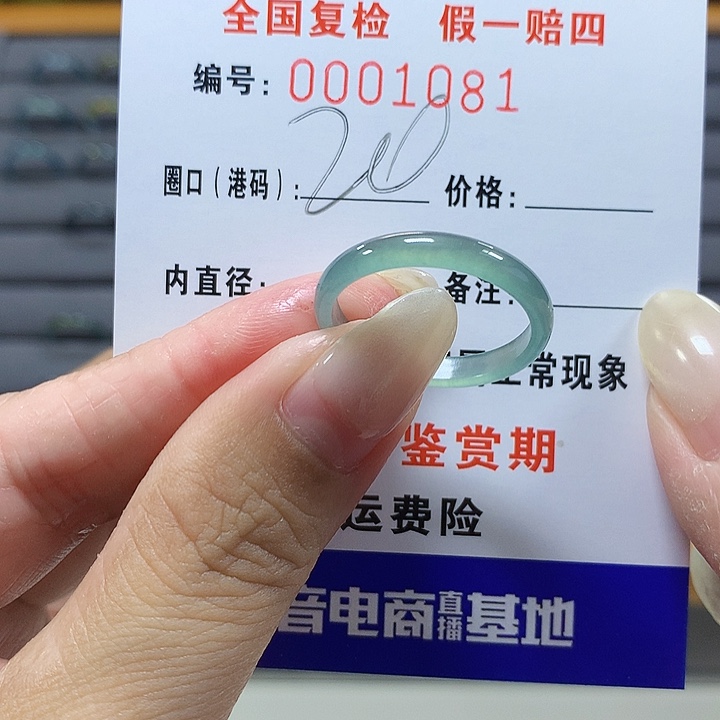 全国复检 假一赔四
编号: 0001081
圈口(港码): 20 价格:
内直径: 备注:
正常现象
鉴赏期
运费险
音电商直播基地